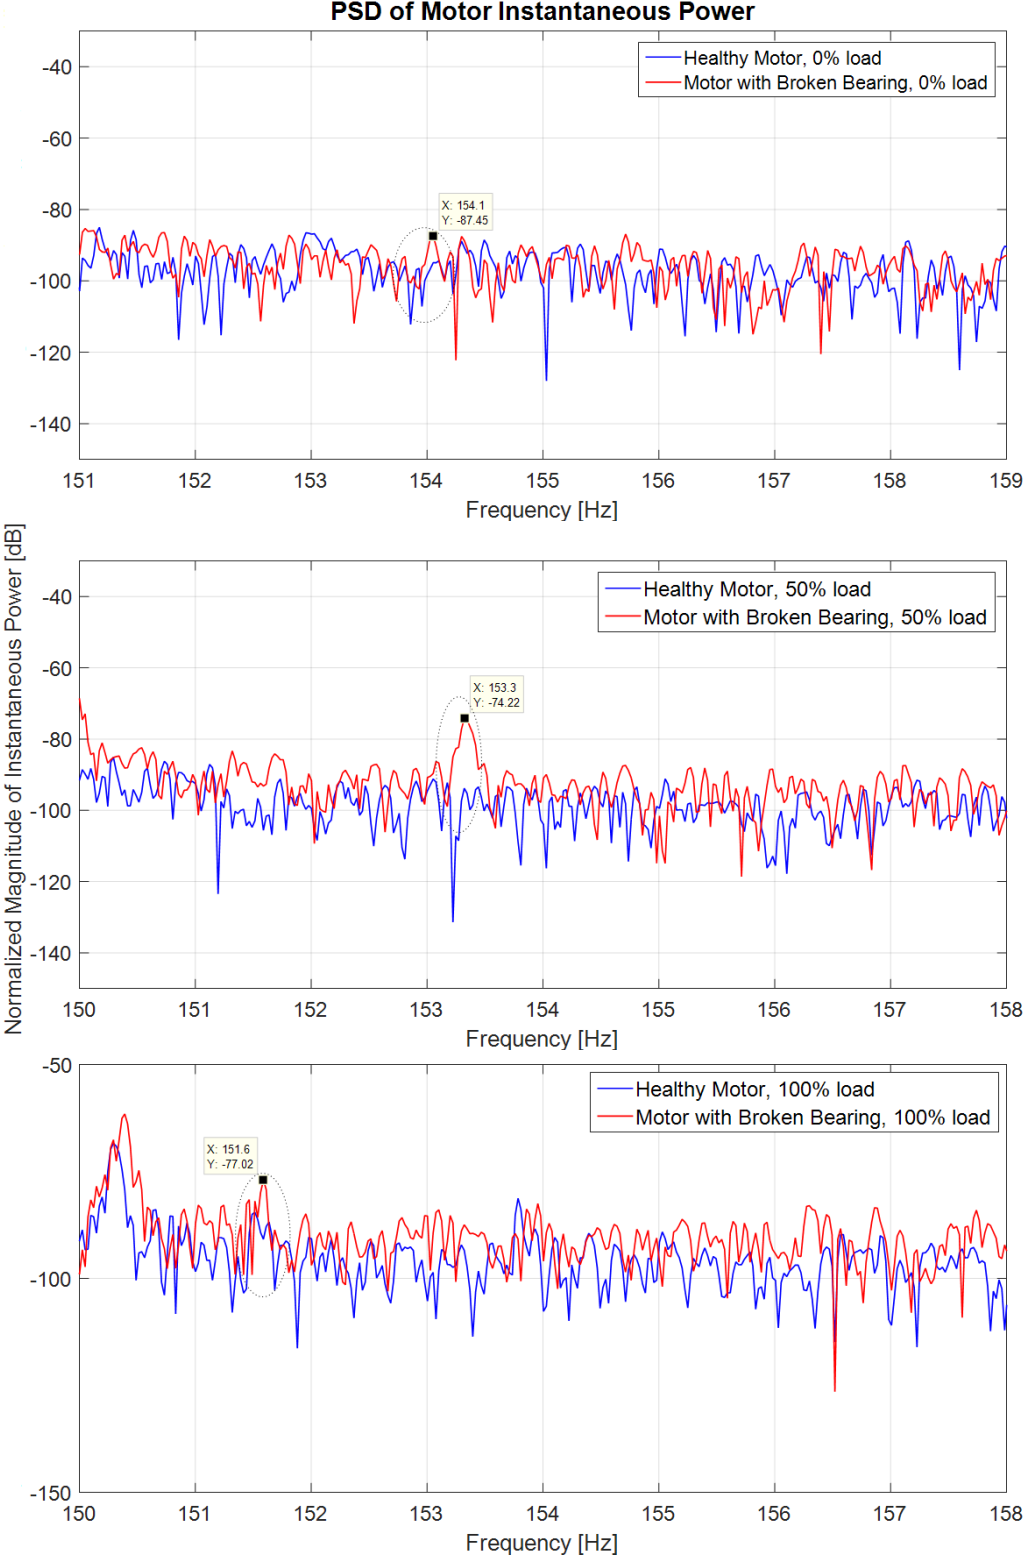 PSD of Motor Instantaneous Power
Healthy Motor, 0% load
Motor with Broken Bearing, 0% load
-40
-60
-80
-100
-120
-140
X: 154.1
Y: -87.45
151 152 153 154 155 156 157 158 159
Frequency [Hz]
Normalized Magnitude of Instantaneous Power [dB]
Healthy Motor, 50% load
Motor with Broken Bearing, 50% load
-40
-60
-80
-100
-120
-140
X: 153.3
Y: -74.22
150 151 152 153 154 155 156 157 158
Frequency [Hz]
Healthy Motor, 100% load
Motor with Broken Bearing, 100% load
-50
-100
-150
X: 151.6
Y: -77.02
150 151 152 153 154 155 156 157 158
Frequency [Hz]